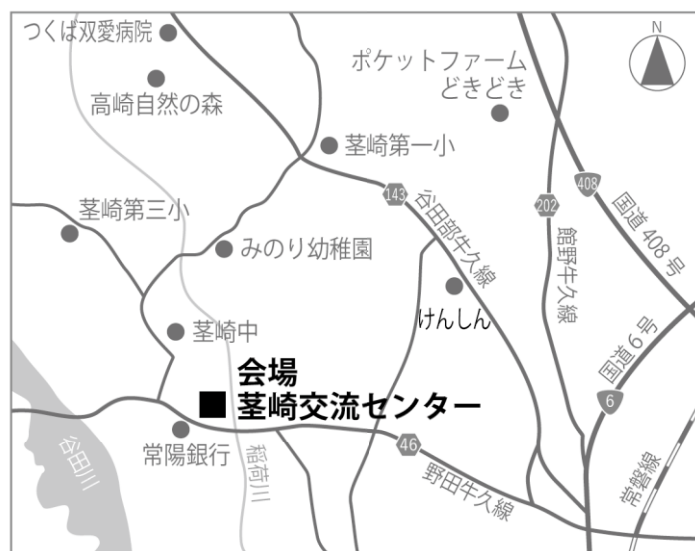 つくば双愛病院
高崎自然の森
ポケットファーム
どきどき
N
茎崎第一小
143
谷田部牛久線
202
館野牛久線
408
国道408号
茎崎第三小
みのり幼稚園
けんしん
国道6号
6
茎崎中
会場
茎崎交流センター
常陽銀行
稲荷川
谷田川
46
野田牛久線
常磐線